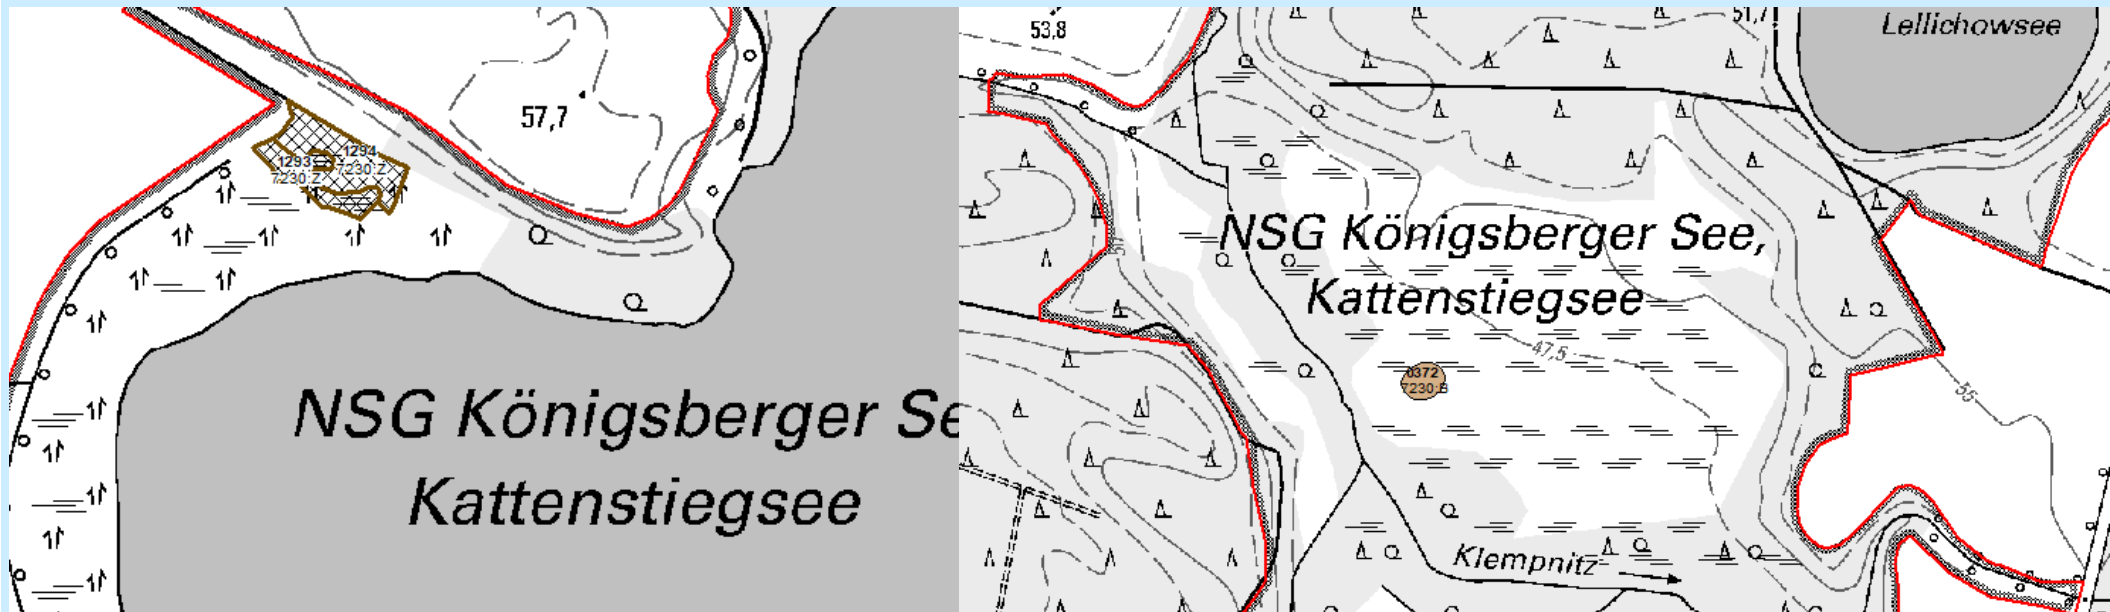 57,7
1293
7230:Z
1294
7230:Z
NSG Königsberger Se
Kattenstiegsee
53,8
51,7
Lellichowsee
NSG Königsberger See,
Kattenstiegsee
47,5
0372
7230:B
55
Klempnitz